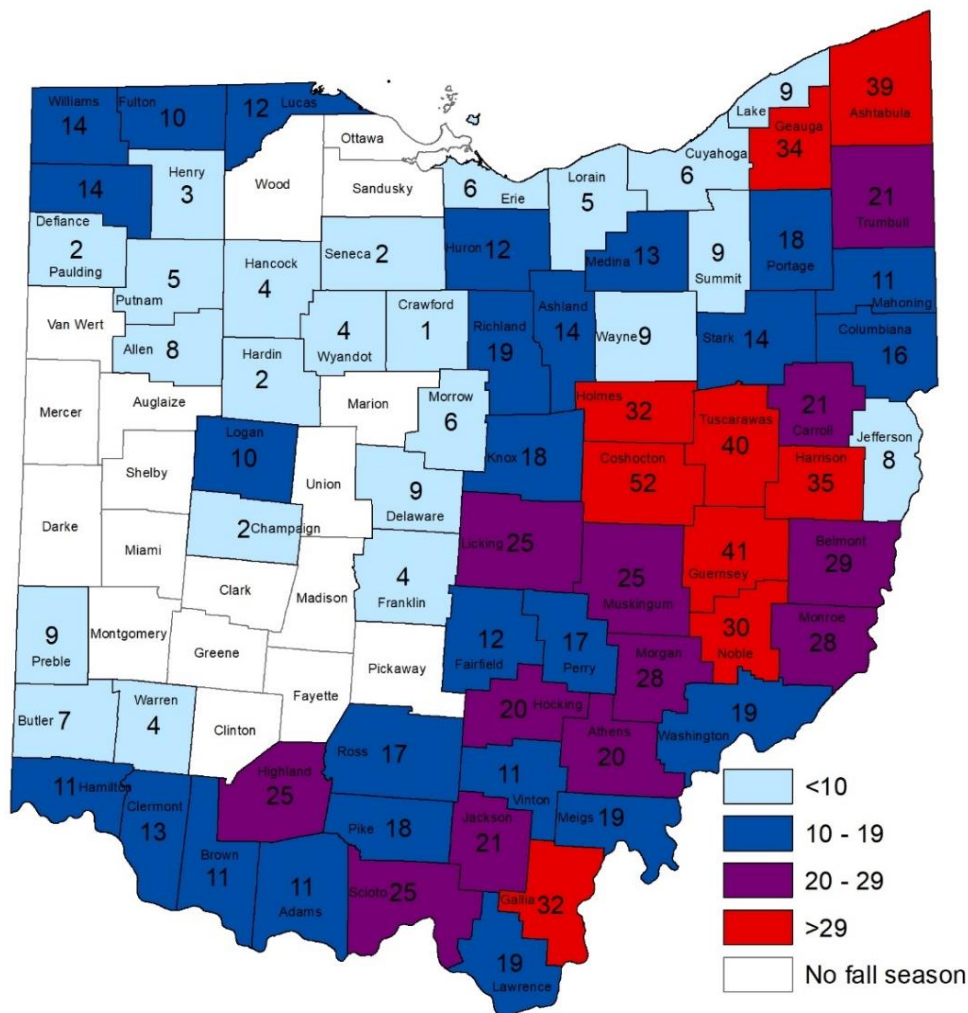 Williams
14
Fulton
10
12
Lucas
Ottawa
Wood
Sandusky
Henry
3
14
Defiance
2
Paulding
6
Erie
Lorain
5
Cuyahoga
6
Lake
9
Geauga
34
39
Ashtabula
21
Trumbull
Putnam
5
Hancock
4
Seneca 2
Huron 12
Medina 13
9
Summit
18
Portage
11
Mahoning
Van Wert
Allen 8
Hardin
2
4
Wyandot
Crawford
1
Richland
19
Ashland
14
Wayne 9
Stark 14
Columbiana
16
Mercer
Auglaize
Marion
Morrow
6
Holmes
32
Tuscarawas
40
21
Carroll
Jefferson
8
Shelby
Logan
10
Union
Knox 18
Coshocton
52
Harrison
35
9
Delaware
Darke
Miami
2 Champaign
Licking 25
25
Muskingum
41
Guernsey
Belmont
29
Clark
Madison
4
Franklin
9
Preble
Montgomery
Greene
Fayette
Pickaway
12
Fairfield
17
Perry
Morgan
28
30
Noble
Monroe
28
Butler 7
Warren
4
Clinton
20 Hocking
Athens
20
19
Washington
Highland
25
Ross 17
11
Vinton
11 Hamilton
Clermont
13
Brown
11
11
Adams
Pike 18
Jackson
21
Meigs 19
Scioto 25
Gallia 32
19
Lawrence
<10
10 - 19
20 - 29
>29
No fall season